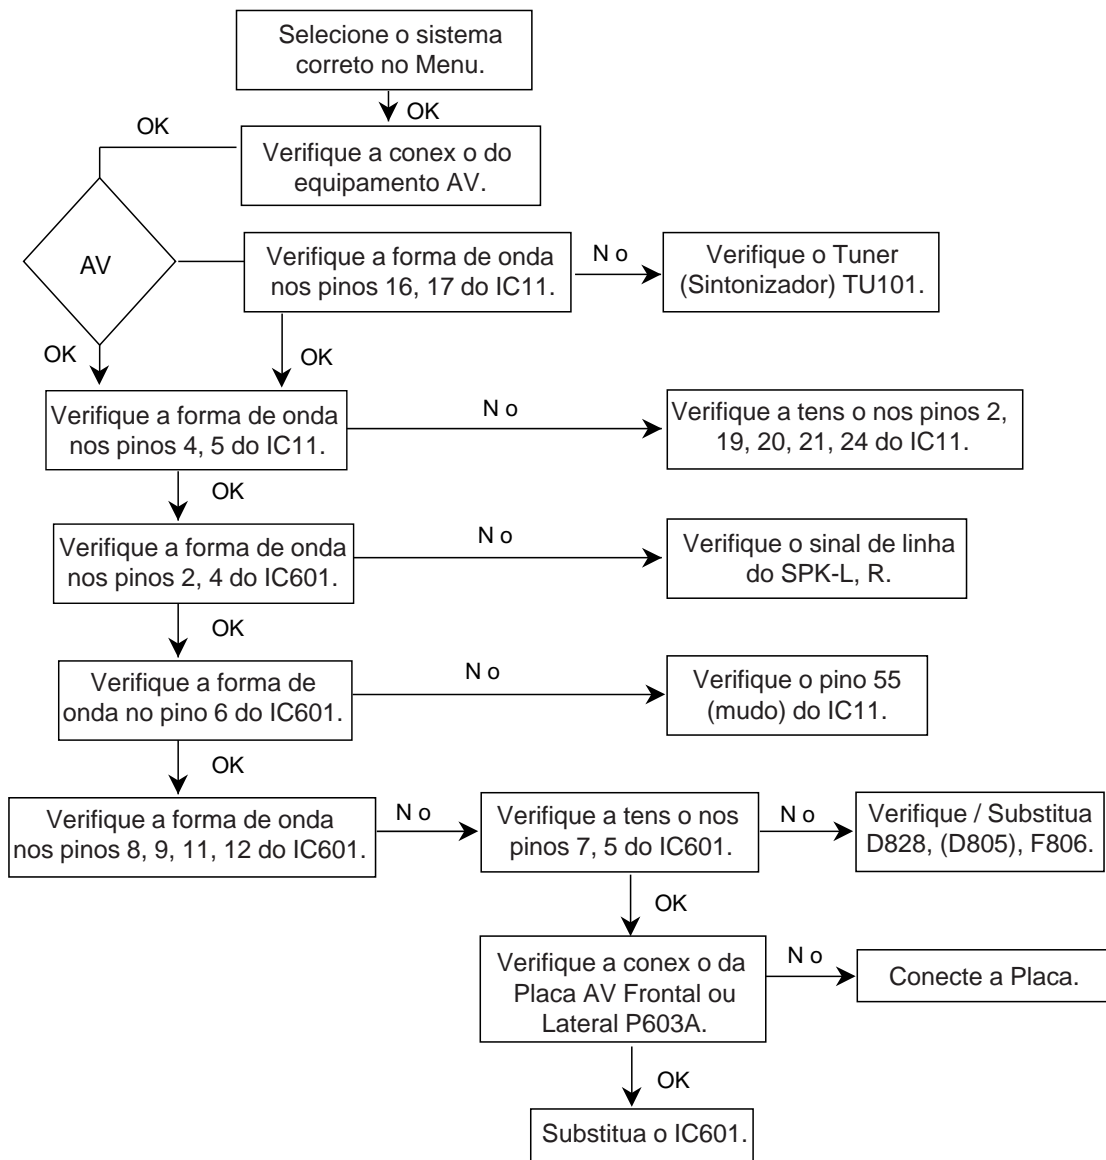 Selecione o sistema
correto no Menu.
OK
OK
Verifique a conex o do
equipamento AV.
AV
Verifique a forma de onda
nos pinos 16, 17 do IC11.
N o
Verifique o Tuner
(Sintonizador) TU101.
OK
OK
Verifique a forma de onda
nos pinos 4, 5 do IC11.
N o
Verifique a tens o nos pinos 2,
19, 20, 21, 24 do IC11.
OK
Verifique a forma de onda
nos pinos 2, 4 do IC601.
N o
Verifique o sinal de linha
do SPK-L, R.
OK
Verifique a forma de
onda no pino 6 do IC601.
N o
Verifique o pino 55
(mudo) do IC11.
OK
Verifique a forma de onda
nos pinos 8, 9, 11, 12 do IC601.
N o
Verifique a tens o nos
pinos 7, 5 do IC601.
N o
Verifique / Substitua
D828, (D805), F806.
OK
Verifique a conex o da
Placa AV Frontal ou
Lateral P603A.
N o
Conecte a Placa.
OK
Substitua o IC601.